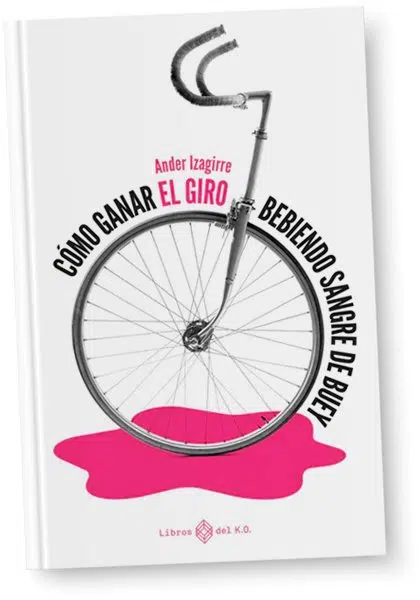 Ander Izagirre
CÓMO GANAR EL GIRO BEBIENDO SANGRE DE BUEY
Libros del K.O.